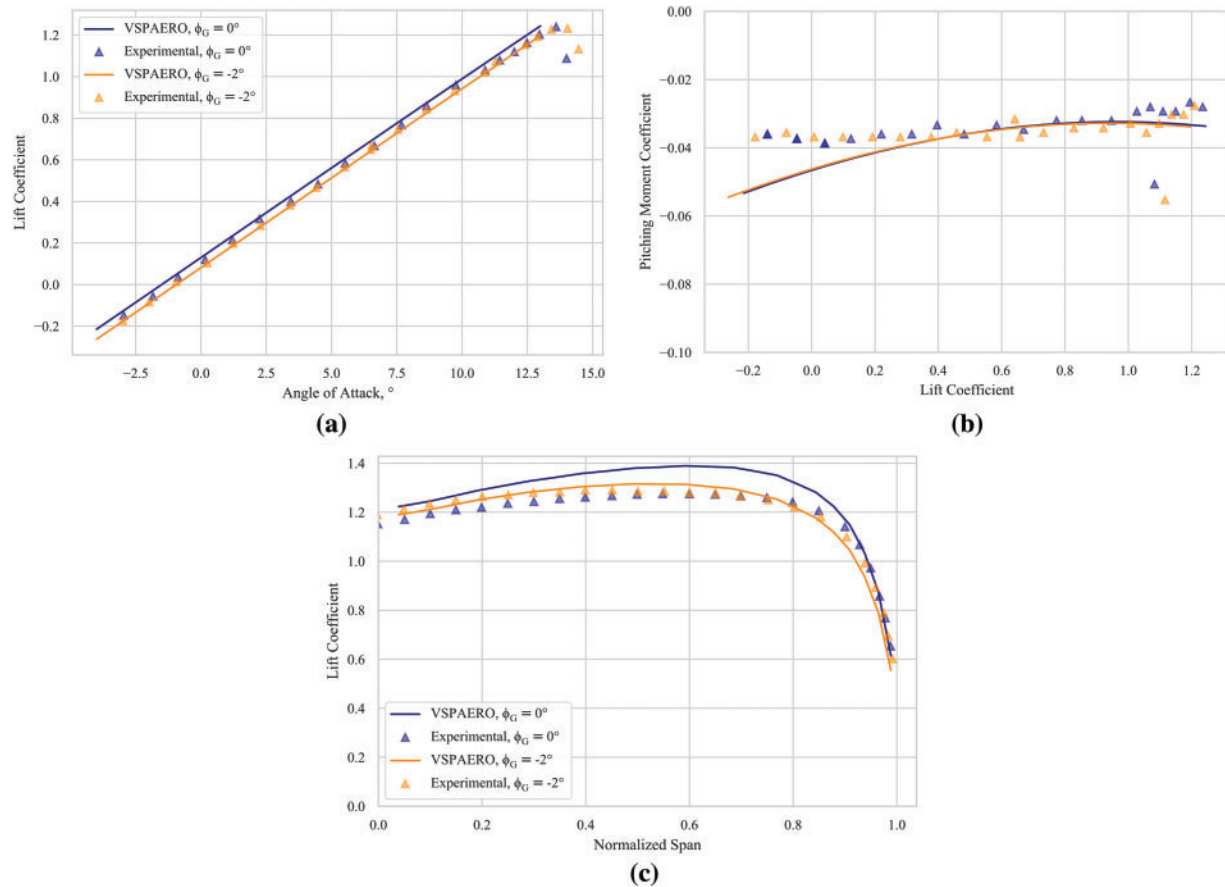 1.2
1.0
0.8
0.6
0.4
0.2
0.0
−0.2
Lift Coefficient
VSPAERO, ϕG = 0°
Experimental, ϕG = 0°
VSPAERO, ϕG = -2°
Experimental, ϕG = -2°
−2.5 0.0 2.5 5.0 7.5 10.0 12.5 15.0
Angle of Attack, °
(a)
0.00
−0.02
−0.04
−0.06
−0.08
−0.10
Pitching Moment Coefficient
−0.2 0.0 0.2 0.4 0.6 0.8 1.0 1.2
Lift Coefficient
(b)
1.4
1.2
1.0
0.8
0.6
0.4
0.2
0.0
Lift Coefficient
VSPAERO, ϕG = 0°
Experimental, ϕG = 0°
VSPAERO, ϕG = -2°
Experimental, ϕG = -2°
0.0 0.2 0.4 0.6 0.8 1.0
Normalized Span
(c)